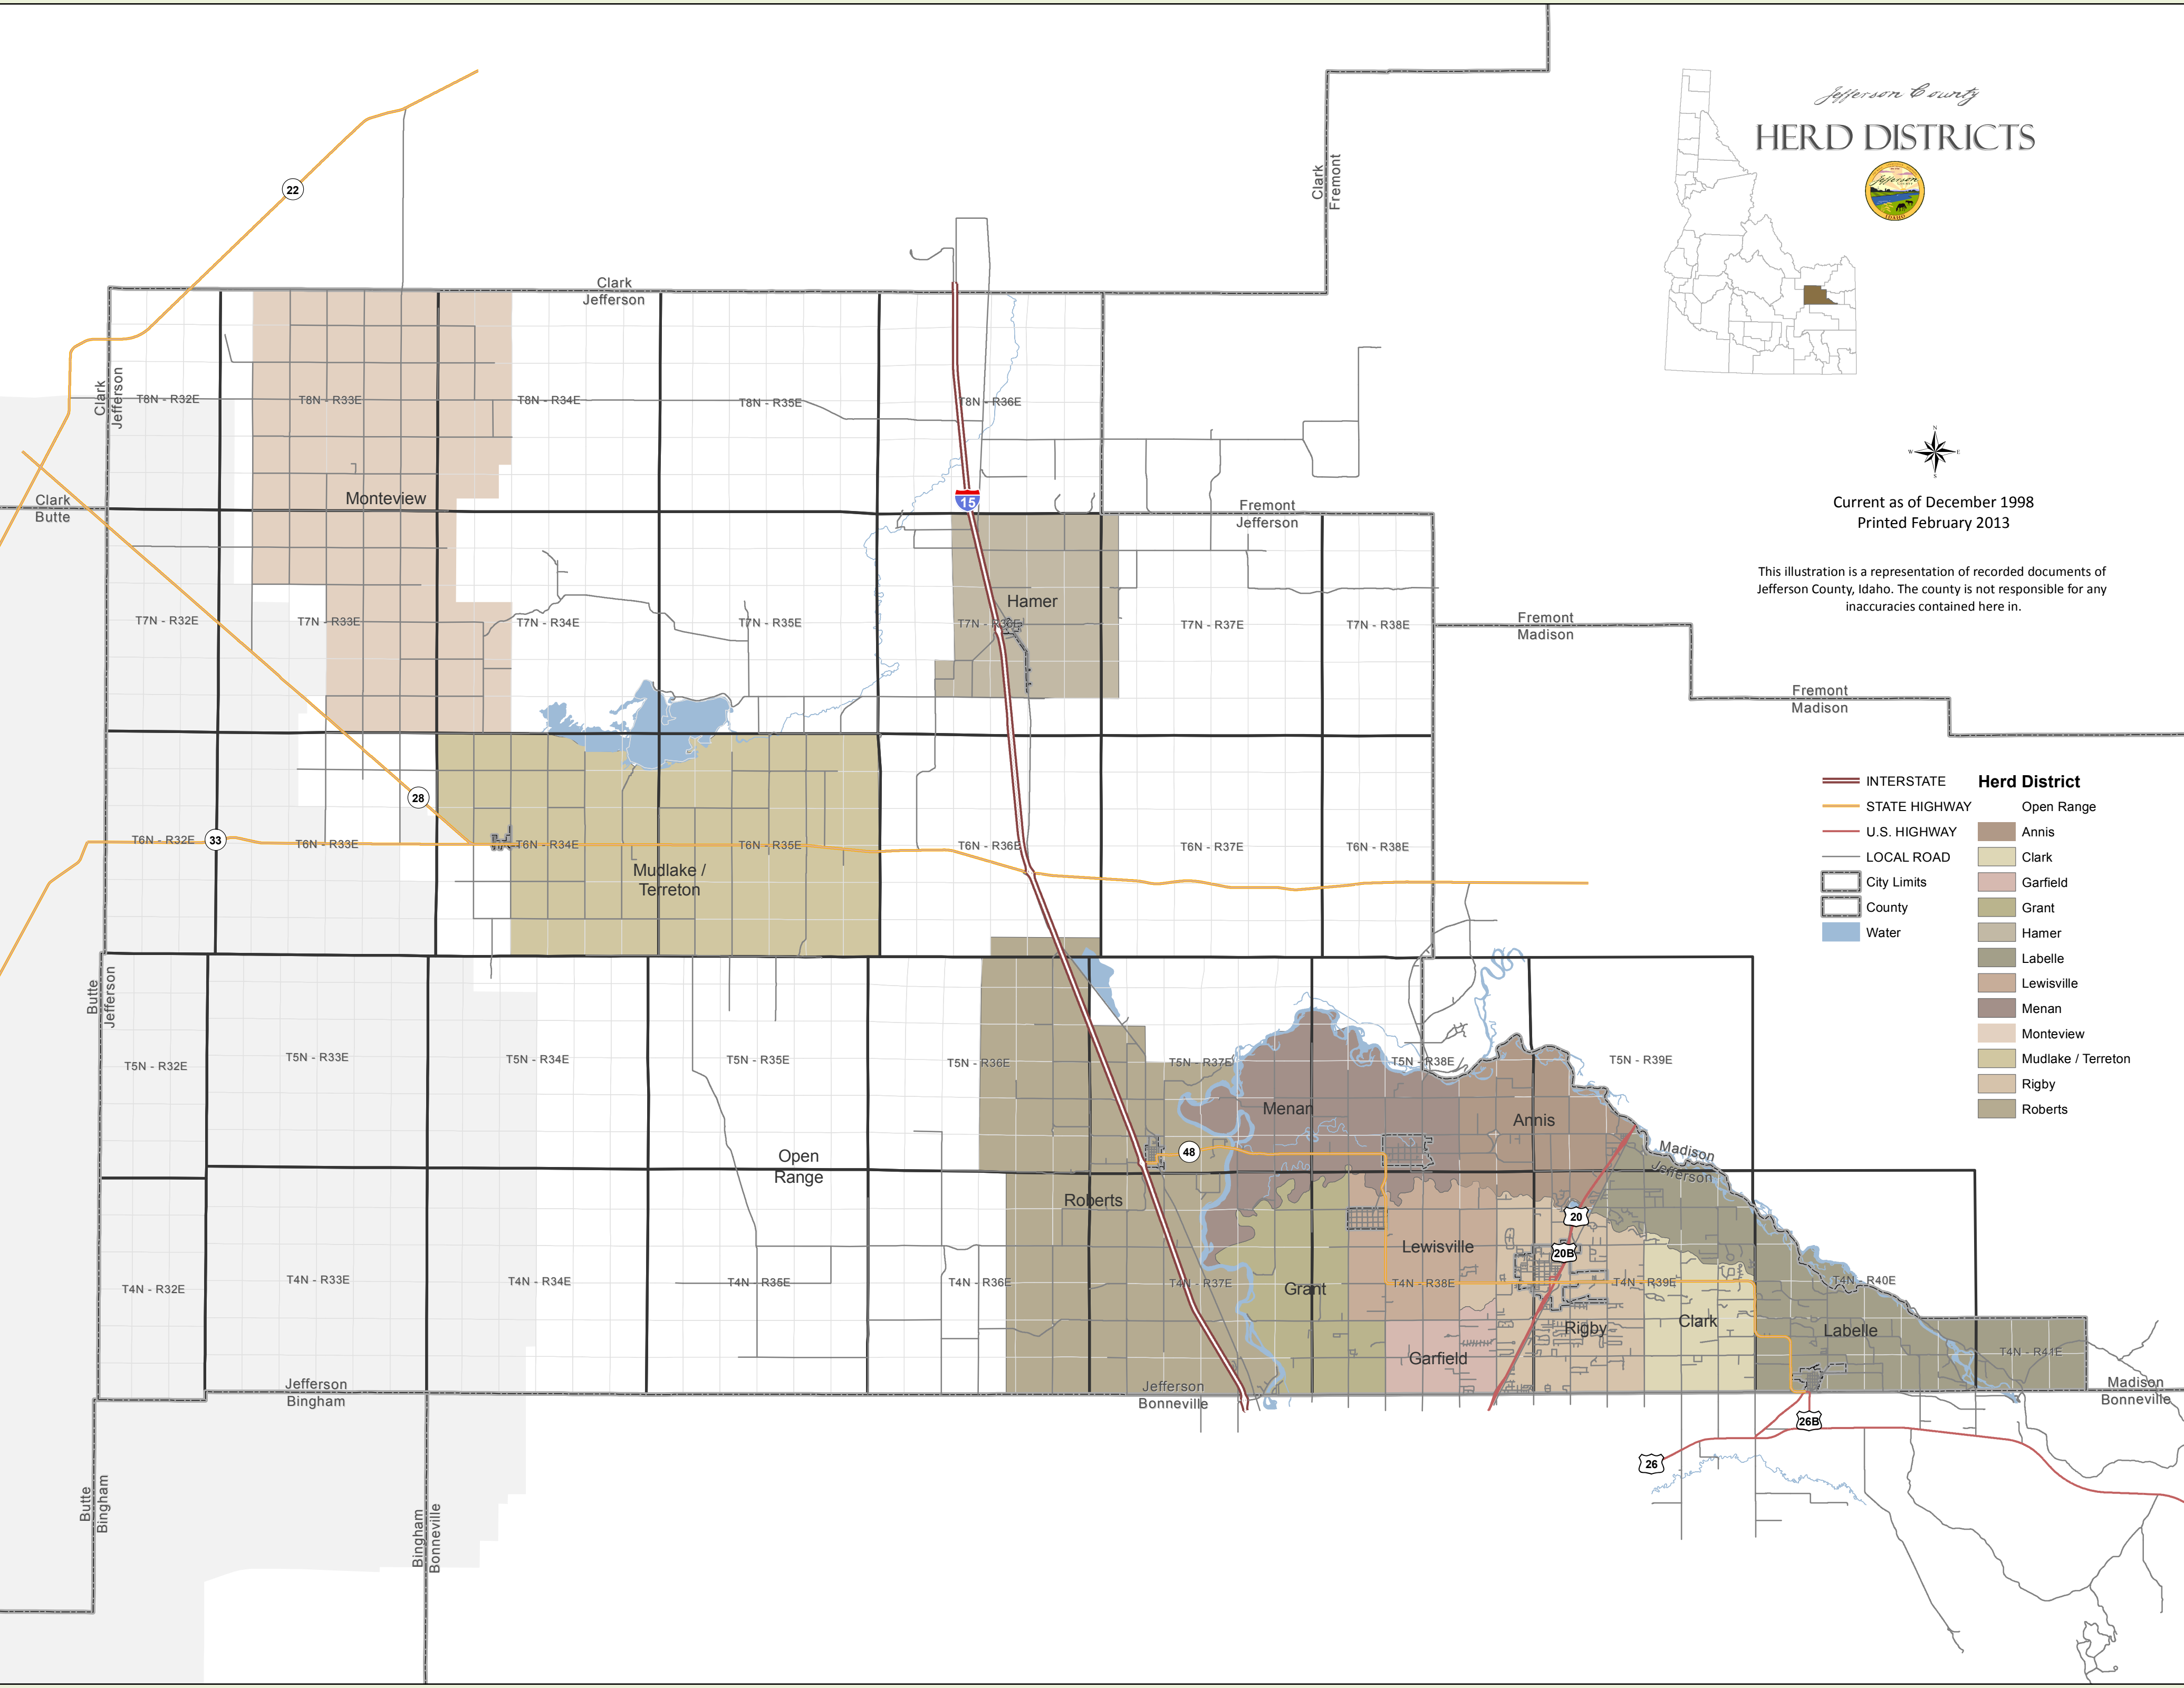 Jefferson County
HERD DISTRICTS
Jefferson
IDAHO
N
W E
S
Current as of December 1998
Printed February 2013
This illustration is a representation of recorded documents of
Jefferson County, Idaho. The county is not responsible for any
inaccuracies contained here in.
INTERSTATE
STATE HIGHWAY
U.S. HIGHWAY
LOCAL ROAD
City Limits
County
Water
Herd District
Open Range
Annis
Clark
Garfield
Grant
Hamer
Labelle
Lewisville
Menan
Monteview
Mudlake / Terreton
Rigby
Roberts
22
Clark
Fremont
Clark
Jefferson
Clark
Jefferson
T8N - R32E
T8N - R33E
T8N - R34E
T8N - R35E
T8N - R36E
Monteview
15
Clark
Butte
Fremont
Jefferson
Hamer
T7N - R32E
T7N - R33E
T7N - R34E
T7N - R35E
T7N - R36E
T7N - R37E
T7N - R38E
Fremont
Madison
Fremont
Madison
28
33
T6N - R32E
T6N - R33E
T6N - R34E
T6N - R35E
T6N - R36E
T6N - R37E
T6N - R38E
Mudlake /
Terreton
Butte
Jefferson
T5N - R32E
T5N - R33E
T5N - R34E
T5N - R35E
T5N - R36E
T5N - R37E
T5N - R38E
T5N - R39E
Menan
Annis
48
Madison
Jefferson
Open
Range
Roberts
20
20B
Lewisville
Grant
T4N - R32E
T4N - R33E
T4N - R34E
T4N - R35E
T4N - R36E
T4N - R37E
T4N - R38E
T4N - R39E
T4N - R40E
T4N - R41E
Rigby
Clark
Labelle
Garfield
Jefferson
Bingham
Jefferson
Bonneville
Madison
Bonneville
26B
26
Butte
Bingham
Bingham
Bonneville